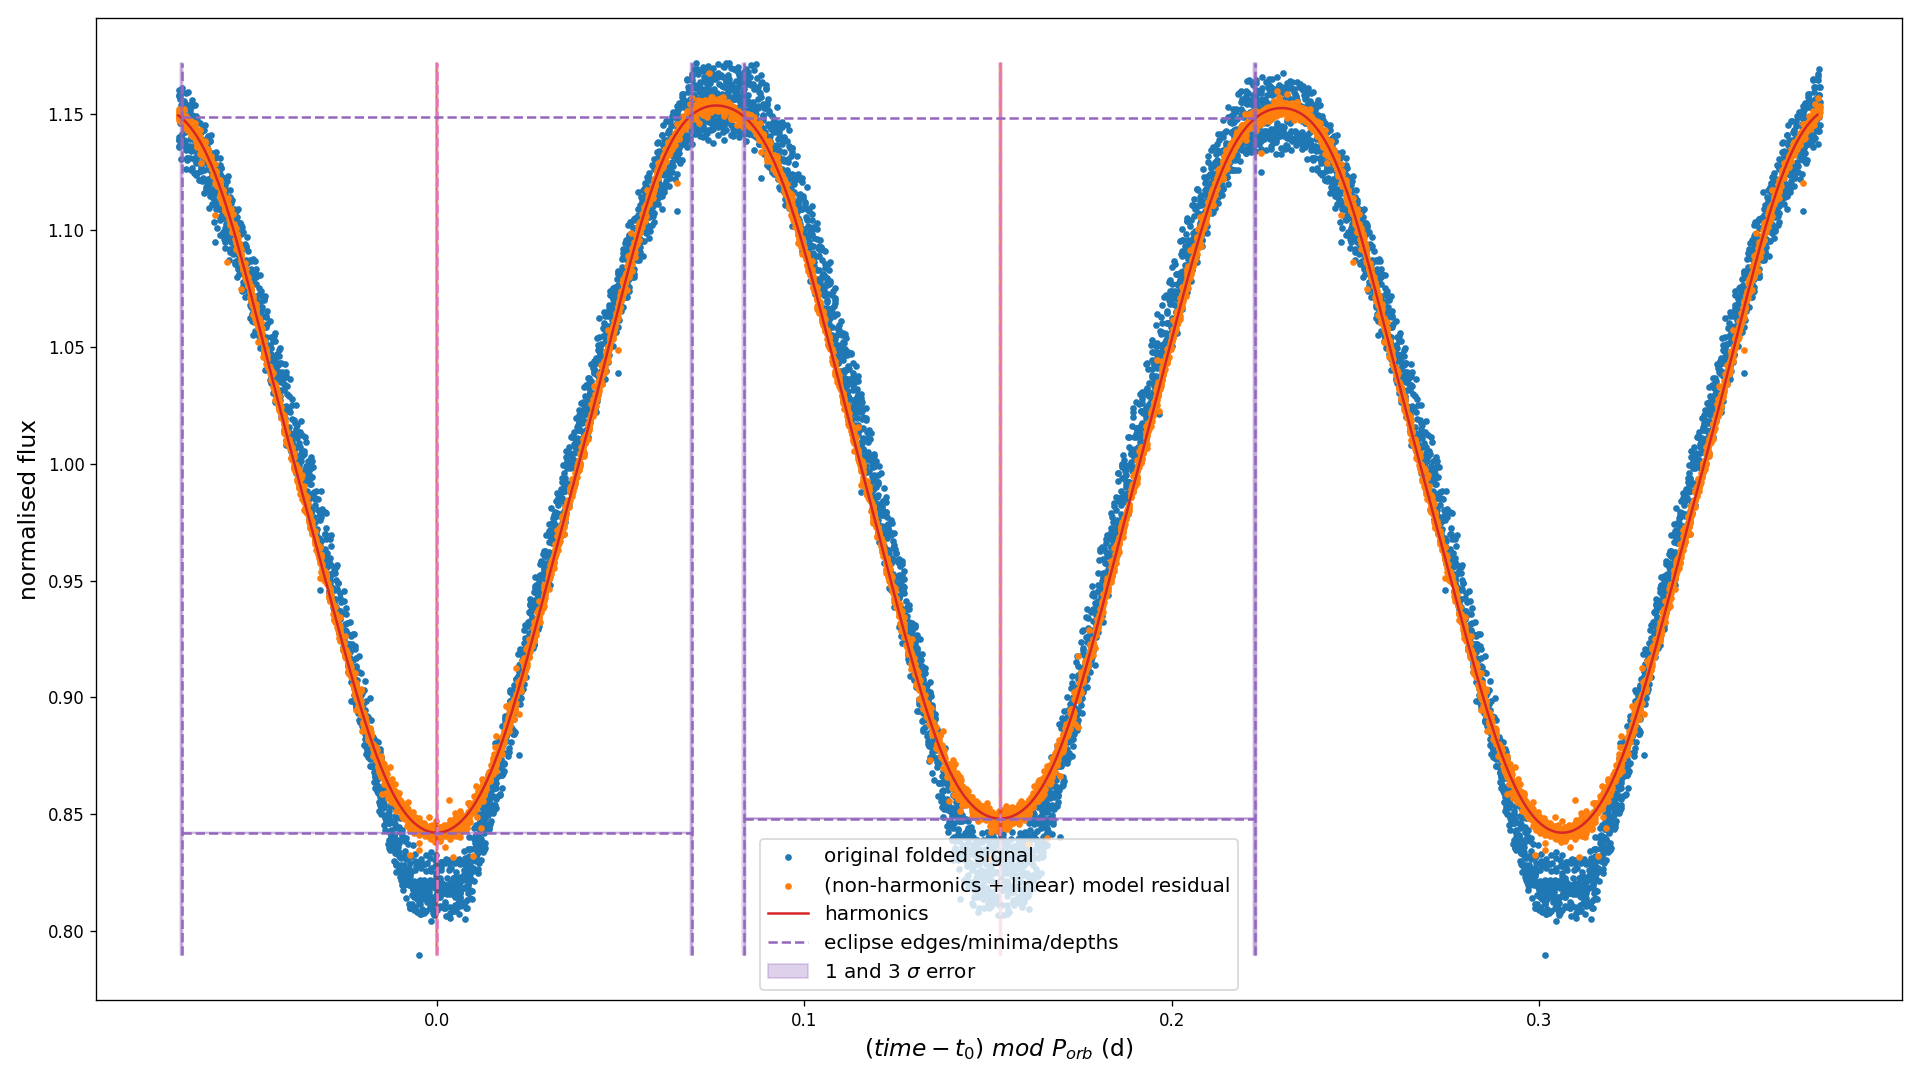 normalised flux
1.15
1.10
1.05
1.00
0.95
0.90
0.85
0.80
original folded signal
(non-harmonics + linear) model residual
harmonics
eclipse edges/minima/depths
1 and 3 σ error
0.0 0.1 0.2 0.3
(time − t₀) mod Pₒᵣb (d)